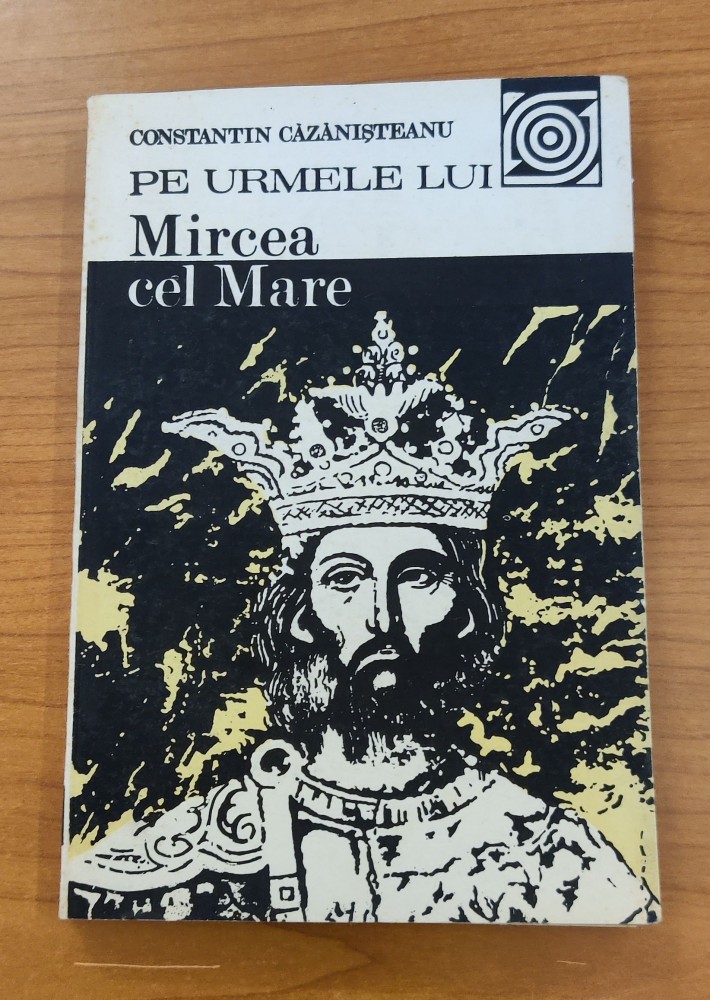 CONSTANTIN CĂZĂNIȘTEANU
PE URMELE LUI
Mircea
cel Mare